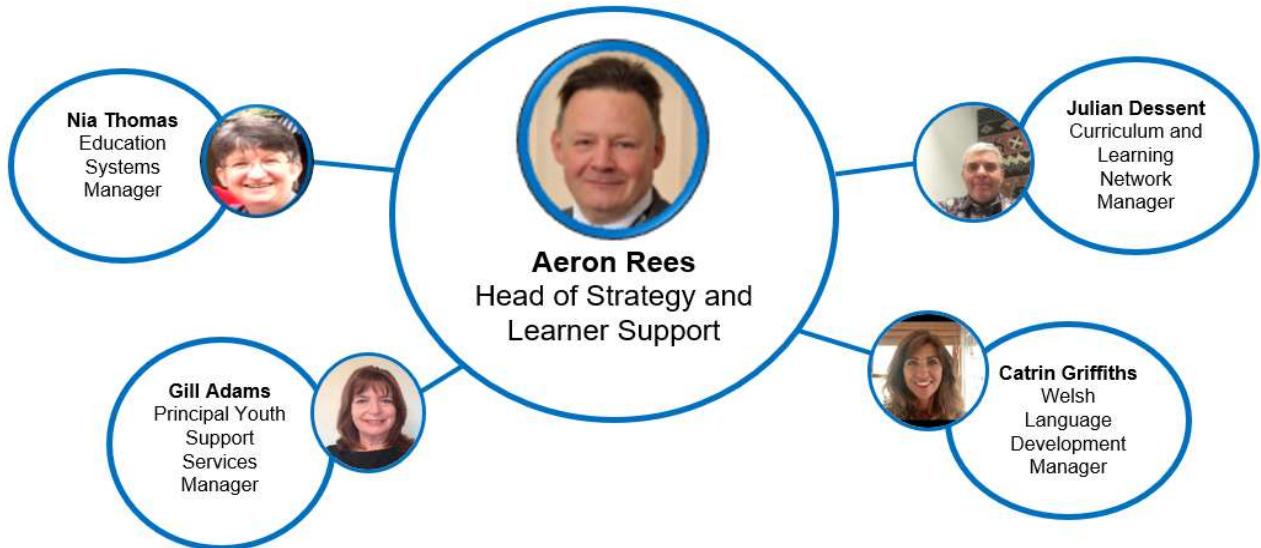 Aeron Rees
Head of Strategy and
Learner Support
Nia Thomas
Education
Systems
Manager
Julian Dessent
Curriculum and
Learning
Network
Manager
Gill Adams
Principal Youth
Support
Services
Manager
Catrin Griffiths
Welsh
Language
Development
Manager